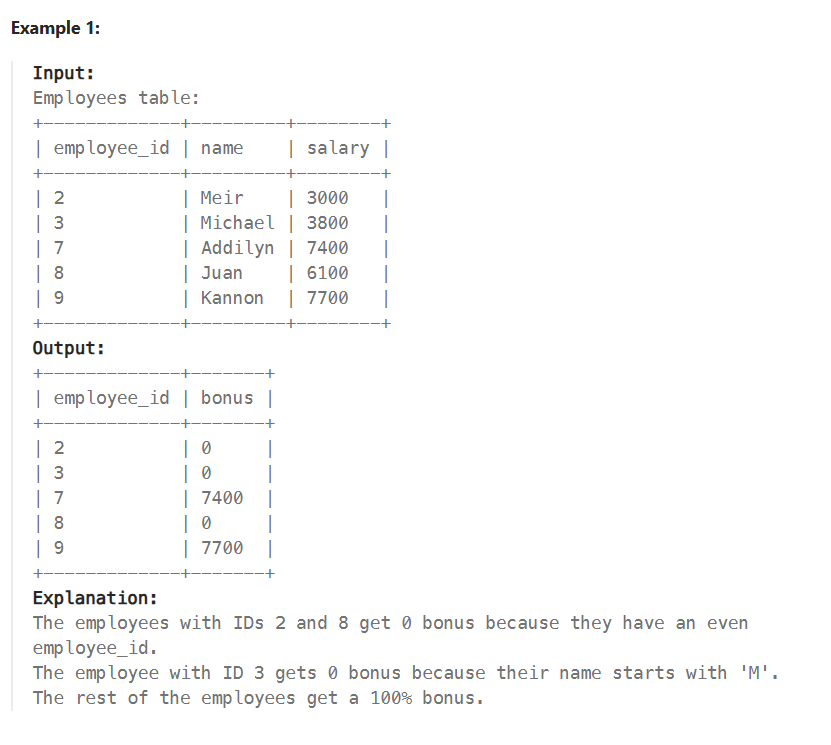 Example 1:
Input:
Employees table:
+-------------+---------+--------+
| employee_id | name    | salary |
+-------------+---------+--------+
| 2           | Meir    | 3000   |
| 3           | Michael | 3800   |
| 7           | Addilyn | 7400   |
| 8           | Juan    | 6100   |
| 9           | Kannon  | 7700   |
+-------------+---------+--------+
Output:
+-------------+-------+
| employee_id | bonus |
+-------------+-------+
| 2           | 0     |
| 3           | 0     |
| 7           | 7400  |
| 8           | 0     |
| 9           | 7700  |
+-------------+-------+
Explanation:
The employees with IDs 2 and 8 get 0 bonus because they have an even
employee_id.
The employee with ID 3 gets 0 bonus because their name starts with 'M'.
The rest of the employees get a 100% bonus.